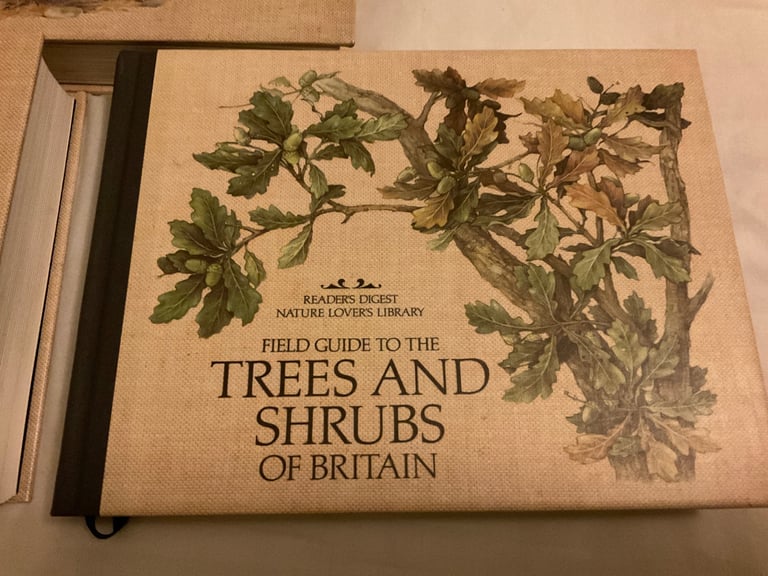 READER'S DIGEST
NATURE LOVER'S LIBRARY
FIELD GUIDE TO THE
TREES AND
SHRUBS
OF BRITAIN